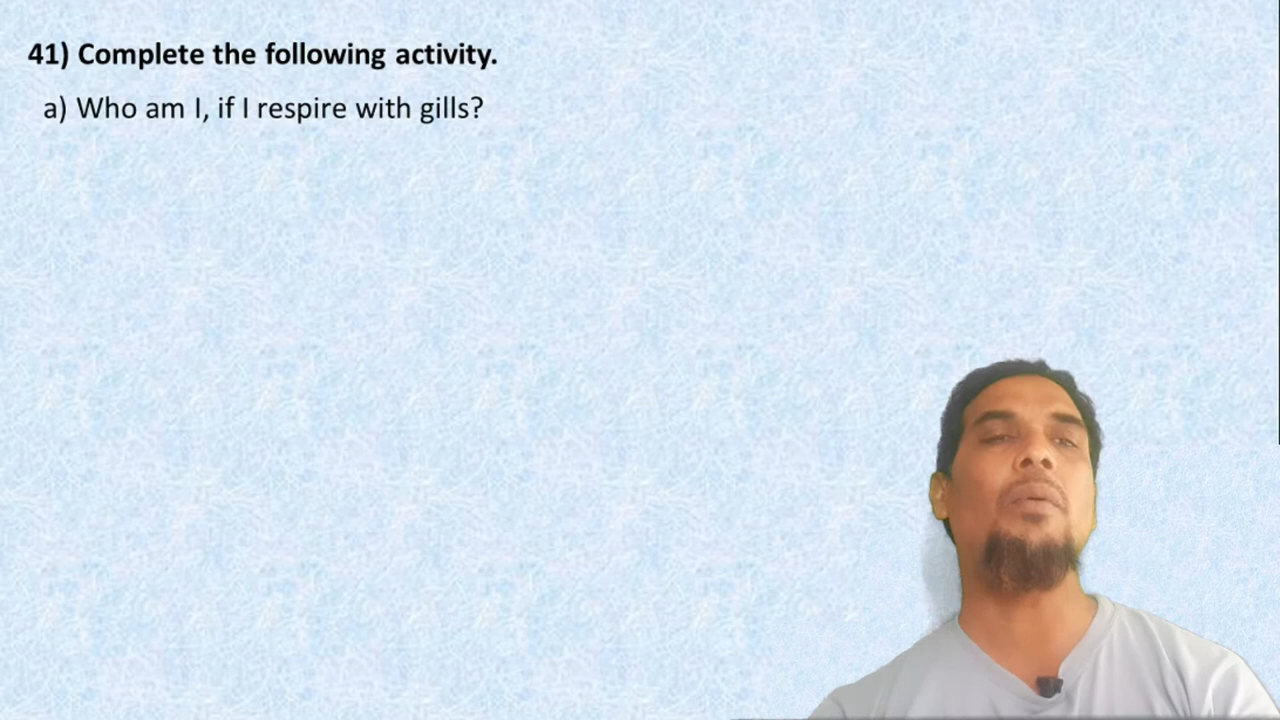 41) Complete the following activity.
a) Who am I, if I respire with gills?